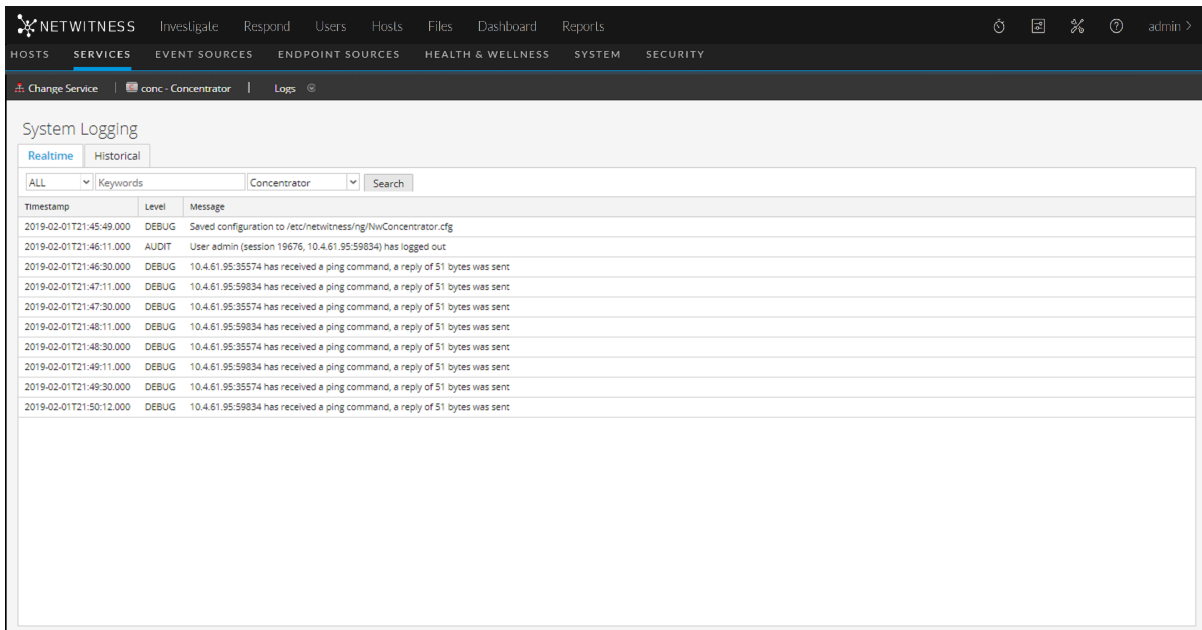 NETWITNESS Investigate Respond Users Hosts Files Dashboard Reports admin >
HOSTS SERVICES EVENT SOURCES ENDPOINT SOURCES HEALTH & WELLNESS SYSTEM SECURITY
Change Service | conc - Concentrator | Logs
System Logging
Realtime Historical
ALL Keywords Concentrator Search
Timestamp Level Message
2019-02-01T21:45:49.000 DEBUG Saved configuration to /etc/netwitness/ng/NwConcentrator.cfg
2019-02-01T21:46:11.000 AUDIT User admin (session 19676, 10.4.61.95:59834) has logged out
2019-02-01T21:46:30.000 DEBUG 10.4.61.95:35574 has received a ping command, a reply of 51 bytes was sent
2019-02-01T21:47:11.000 DEBUG 10.4.61.95:59834 has received a ping command, a reply of 51 bytes was sent
2019-02-01T21:47:30.000 DEBUG 10.4.61.95:35574 has received a ping command, a reply of 51 bytes was sent
2019-02-01T21:48:11.000 DEBUG 10.4.61.95:59834 has received a ping command, a reply of 51 bytes was sent
2019-02-01T21:48:30.000 DEBUG 10.4.61.95:35574 has received a ping command, a reply of 51 bytes was sent
2019-02-01T21:49:11.000 DEBUG 10.4.61.95:59834 has received a ping command, a reply of 51 bytes was sent
2019-02-01T21:49:30.000 DEBUG 10.4.61.95:35574 has received a ping command, a reply of 51 bytes was sent
2019-02-01T21:50:12.000 DEBUG 10.4.61.95:59834 has received a ping command, a reply of 51 bytes was sent